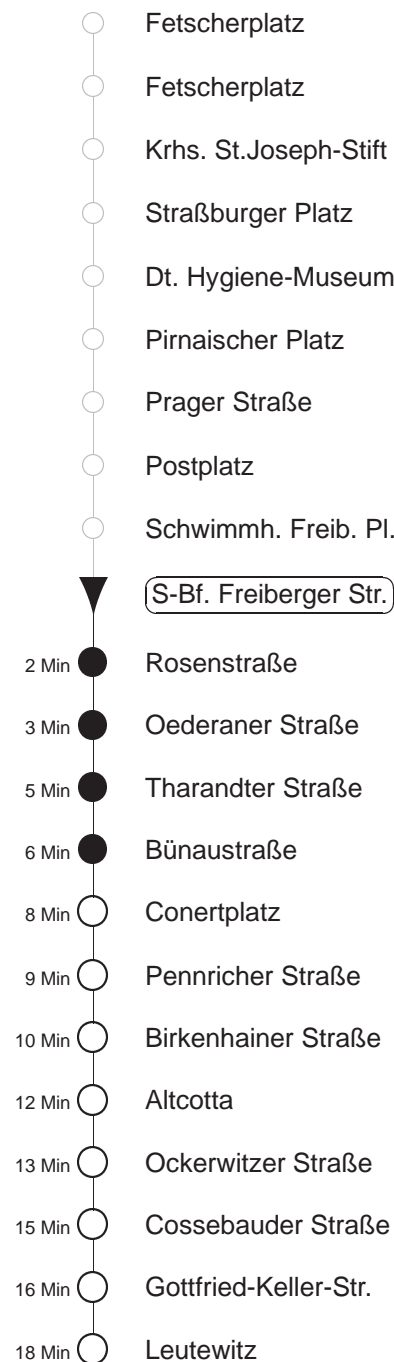 Fetscherplatz
Fetscherplatz
Krhs. St.Joseph-Stift
Straßburger Platz
Dt. Hygiene-Museum
Pirnaischer Platz
Prager Straße
Postplatz
Schwimmh. Freib. Pl.
S-Bf. Freiberger Str.
2 Min Rosenstraße
3 Min Oederaner Straße
5 Min Tharandter Straße
6 Min Bünaustraße
8 Min Conertplatz
9 Min Pennricher Straße
10 Min Birkenhainer Straße
12 Min Altcotta
13 Min Ockerwitzer Straße
15 Min Cossebauder Straße
16 Min Gottfried-Keller-Str.
18 Min Leutewitz